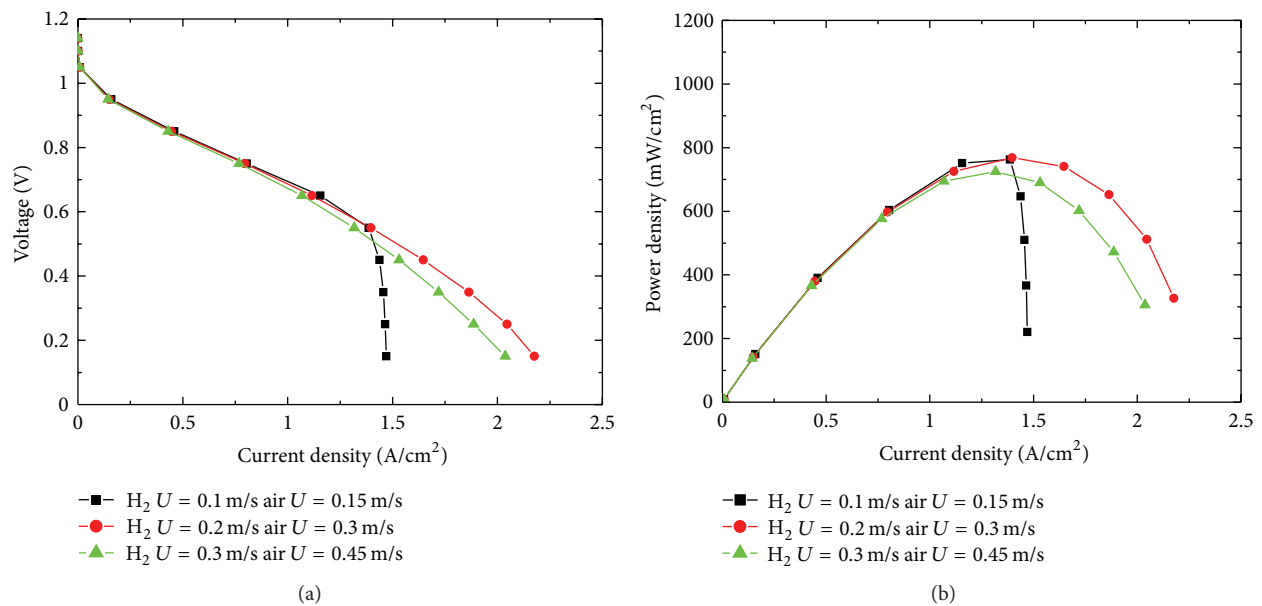 1.2
1
0.8
0.6
0.4
0.2
0
Voltage (V)
0 0.5 1 1.5 2 2.5
Current density (A/cm²)
H₂ U = 0.1 m/s air U = 0.15 m/s
H₂ U = 0.2 m/s air U = 0.3 m/s
H₂ U = 0.3 m/s air U = 0.45 m/s
(a)
1200
1000
800
600
400
200
0
Power density (mW/cm²)
0 0.5 1 1.5 2 2.5
Current density (A/cm²)
H₂ U = 0.1 m/s air U = 0.15 m/s
H₂ U = 0.2 m/s air U = 0.3 m/s
H₂ U = 0.3 m/s air U = 0.45 m/s
(b)